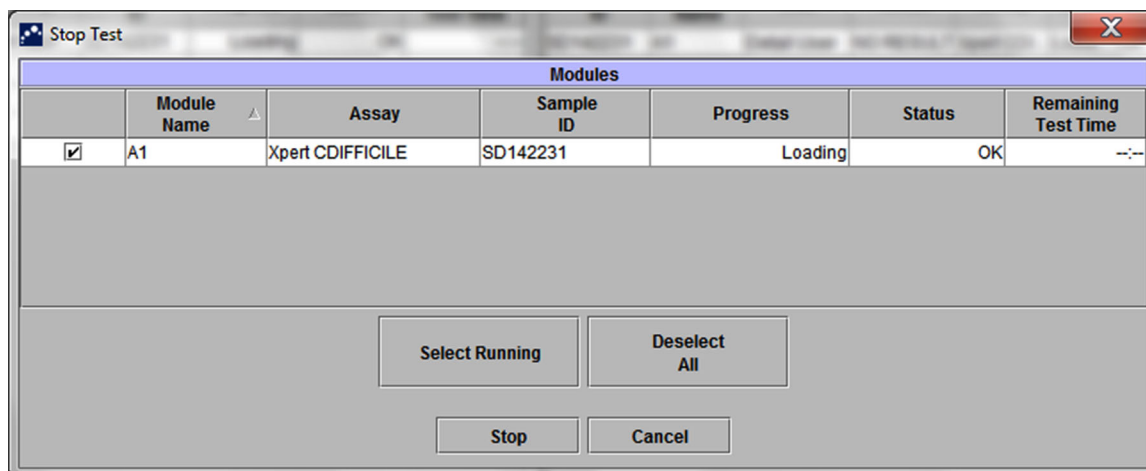 Stop Test
Modules
Module Name Assay Sample ID Progress Status Remaining Test Time
A1 Xpert CDIFFICILE SD142231 Loading OK --:--
Select Running Deselect All
Stop Cancel